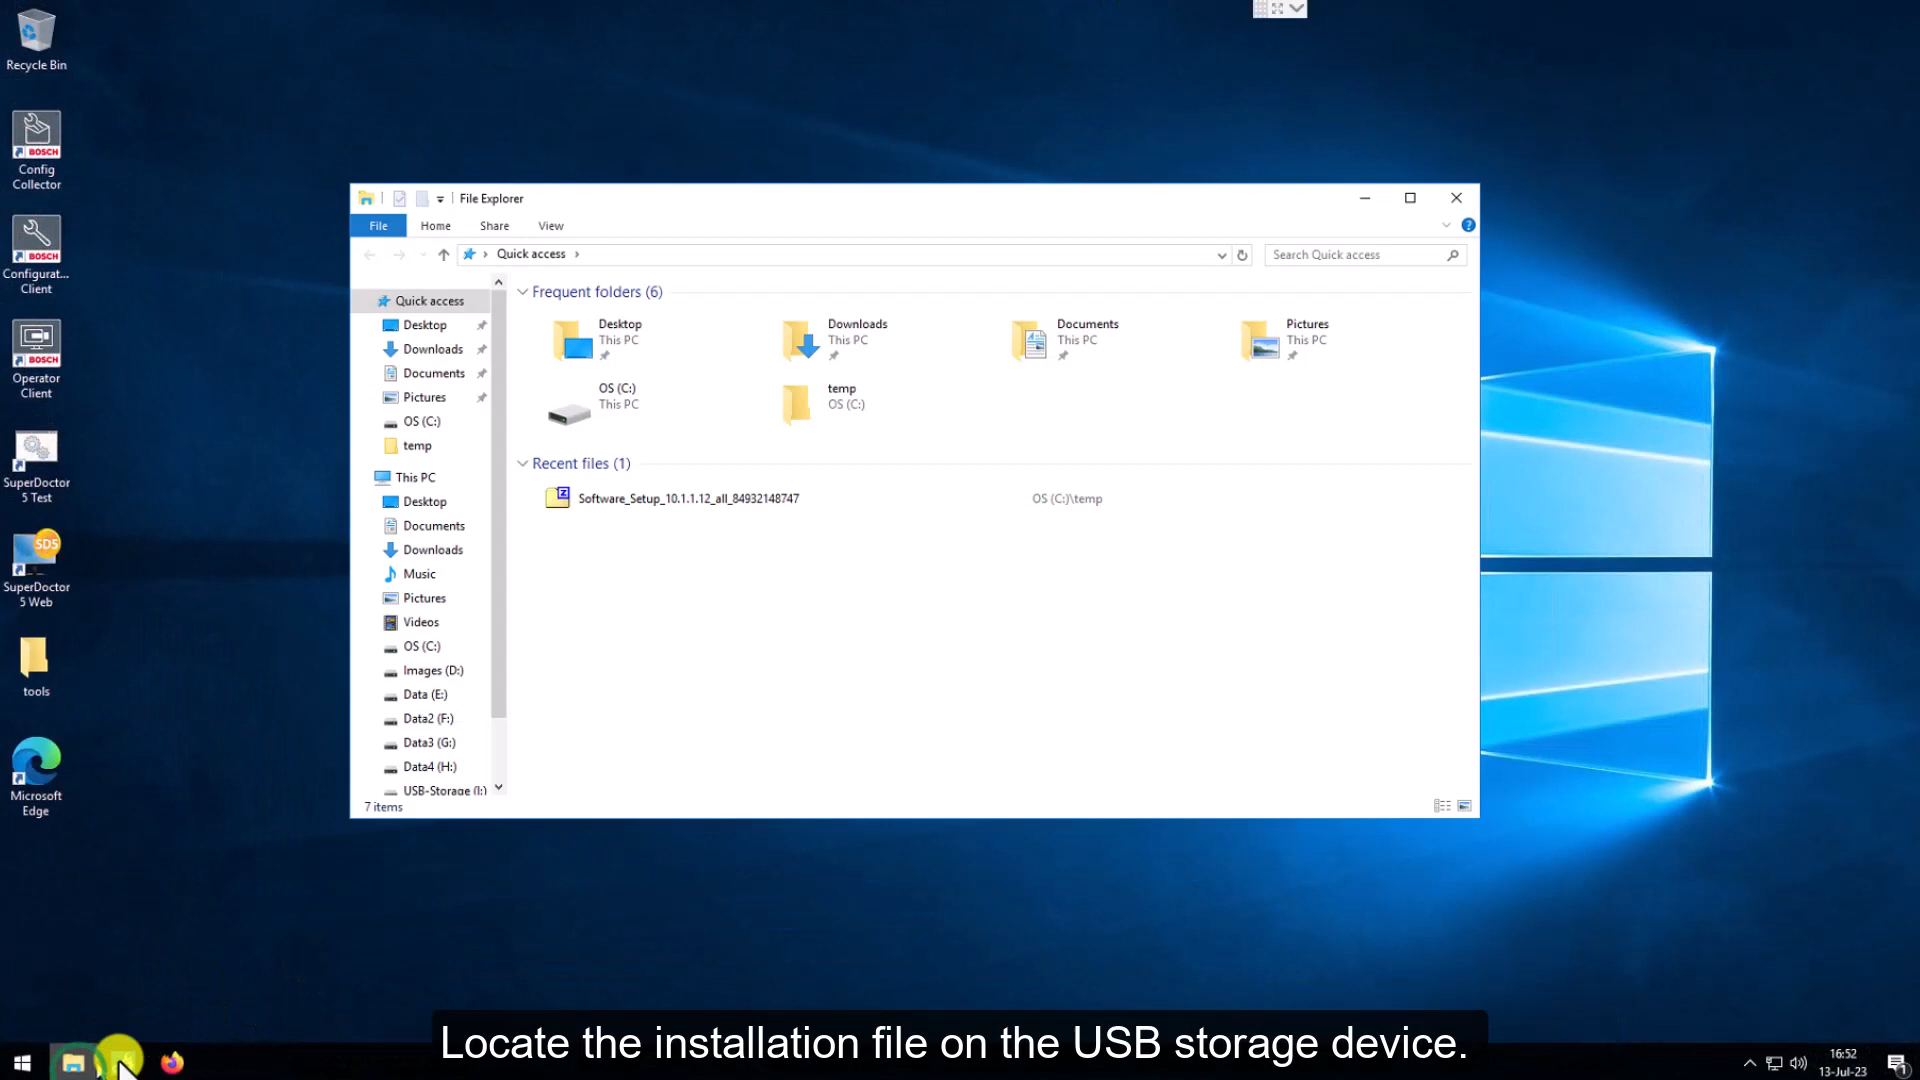 Recycle Bin
BOSCH
Config
Collector
BOSCH
Configurat...
Client
BOSCH
Operator
Client
SuperDoctor
5 Test
SD5
SuperDoctor
5 Web
tools
Microsoft
Edge
File Explorer
File
Home
Share
View
Quick access
Search Quick access
Quick access
Desktop
Downloads
Documents
Pictures
OS (C:)
temp
This PC
Desktop
Documents
Downloads
Music
Pictures
Videos
OS (C:)
Images (D:)
Data (E:)
Data2 (F:)
Data3 (G:)
Data4 (H:)
USB-Storage (I:)
Frequent folders (6)
Desktop
This PC
Downloads
This PC
Documents
This PC
Pictures
This PC
OS (C:)
This PC
temp
OS (C:)
Recent files (1)
Software_Setup_10.1.1.12_all_84932148747
OS (C:)\temp
7 items
Locate the installation file on the USB storage device.
16:52
13-Jul-23
1